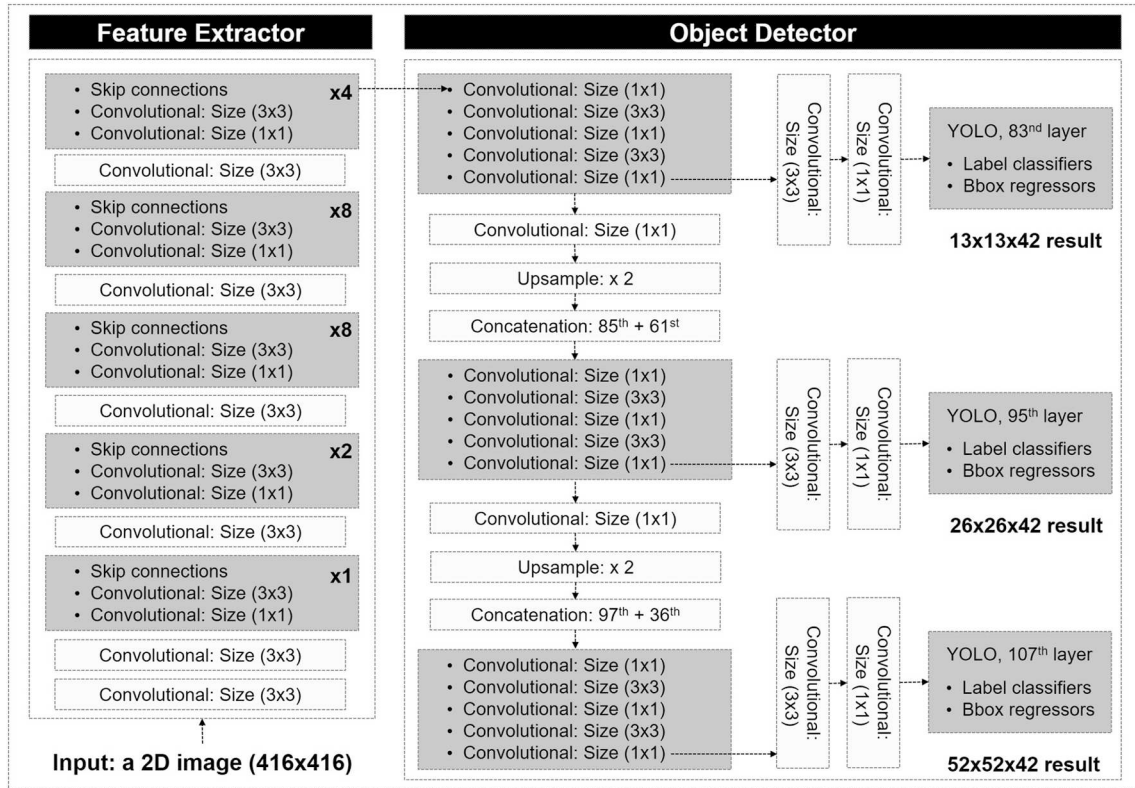 Feature Extractor
• Skip connections
• Convolutional: Size (3x3)
• Convolutional: Size (1x1)
x4
Convolutional: Size (3x3)
• Skip connections
• Convolutional: Size (3x3)
• Convolutional: Size (1x1)
x8
Convolutional: Size (3x3)
• Skip connections
• Convolutional: Size (3x3)
• Convolutional: Size (1x1)
x8
Convolutional: Size (3x3)
• Skip connections
• Convolutional: Size (3x3)
• Convolutional: Size (1x1)
x2
Convolutional: Size (3x3)
• Skip connections
• Convolutional: Size (3x3)
• Convolutional: Size (1x1)
x1
Convolutional: Size (3x3)
Convolutional: Size (3x3)
Input: a 2D image (416x416)
Object Detector
• Convolutional: Size (1x1)
• Convolutional: Size (3x3)
• Convolutional: Size (1x1)
• Convolutional: Size (3x3)
• Convolutional: Size (1x1)
Convolutional:
Size (3x3)
Convolutional:
Size (1x1)
YOLO, 83nd layer
• Label classifiers
• Bbox regressors
13x13x42 result
Convolutional: Size (1x1)
Upsample: x 2
Concatenation: 85th + 61st
• Convolutional: Size (1x1)
• Convolutional: Size (3x3)
• Convolutional: Size (1x1)
• Convolutional: Size (3x3)
• Convolutional: Size (1x1)
Convolutional:
Size (3x3)
Convolutional:
Size (1x1)
YOLO, 95th layer
• Label classifiers
• Bbox regressors
26x26x42 result
Convolutional: Size (1x1)
Upsample: x 2
Concatenation: 97th + 36th
• Convolutional: Size (1x1)
• Convolutional: Size (3x3)
• Convolutional: Size (1x1)
• Convolutional: Size (3x3)
• Convolutional: Size (1x1)
Convolutional:
Size (3x3)
Convolutional:
Size (1x1)
YOLO, 107th layer
• Label classifiers
• Bbox regressors
52x52x42 result